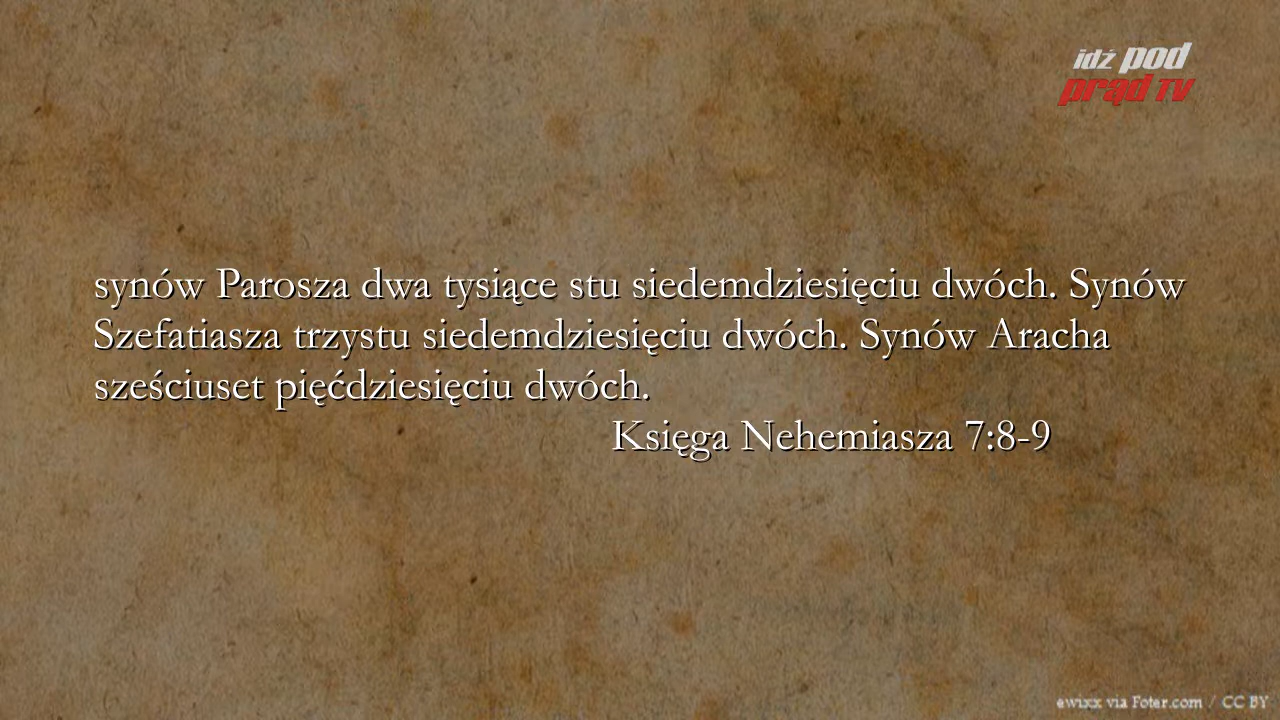 idź pod
prąd TV
synów Parosza dwa tysiące stu siedemdziesięciu dwóch. Synów
Szefatiasza trzystu siedemdziesięciu dwóch. Synów Aracha
sześciuset pięćdziesięciu dwóch.
Księga Nehemiasza 7:8-9
ewixx via Foter.com / CC BY